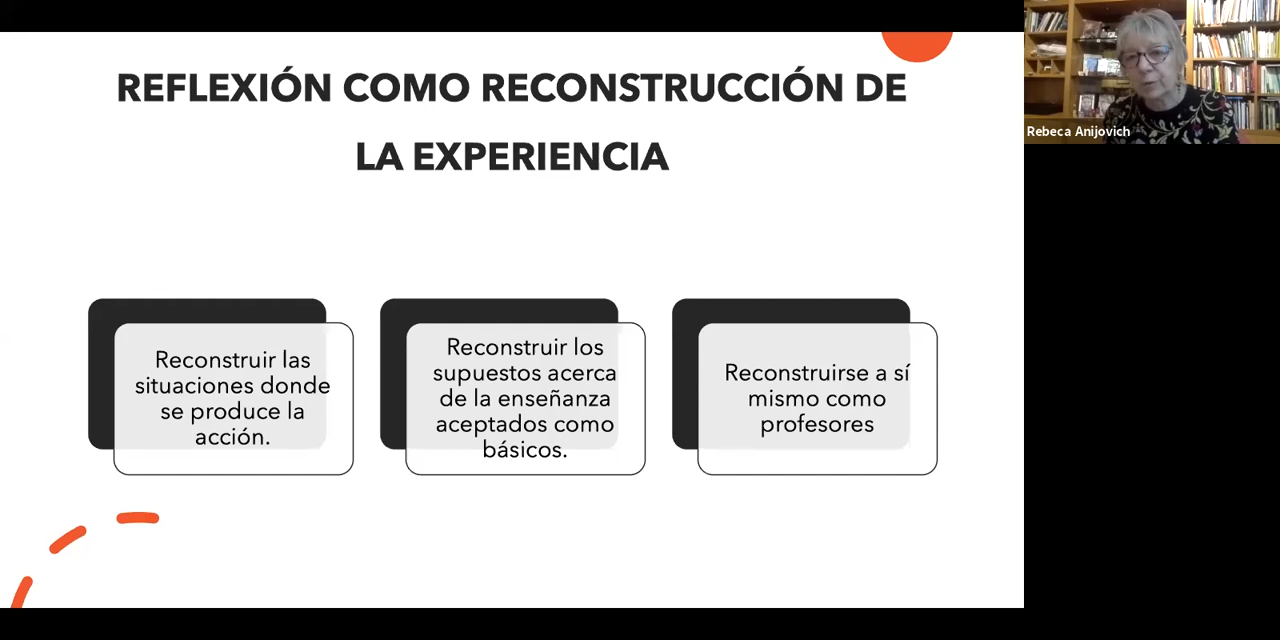 REFLEXIÓN COMO RECONSTRUCCIÓN DE
LA EXPERIENCIA
Reconstruir las
situaciones donde
se produce la
acción.
Reconstruir los
supuestos acerca
de la enseñanza
aceptados como
básicos.
Reconstruirse a sí
mismo como
profesores
Rebeca Anijovich